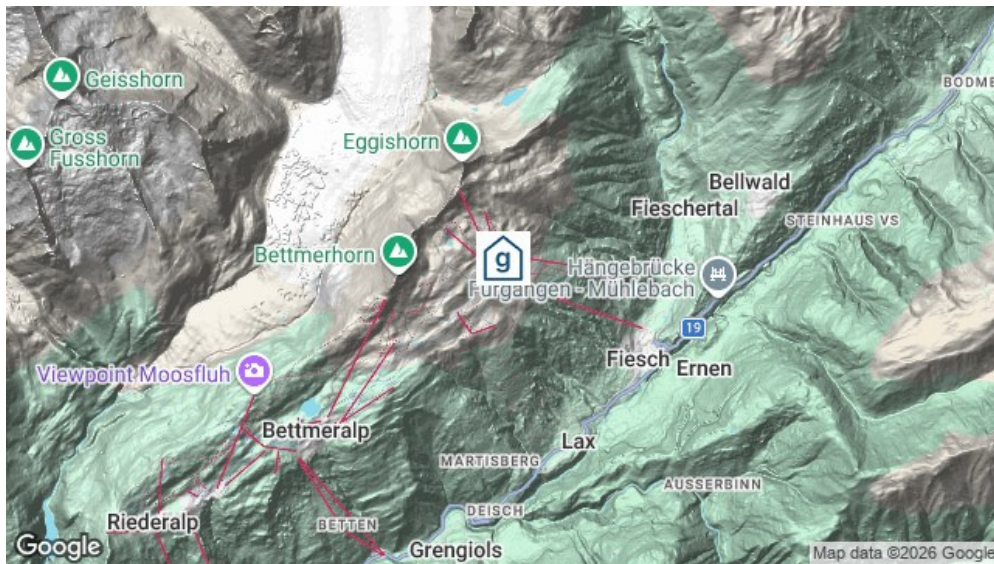 Geisshorn
Gross
Fusshorn
Eggishorn
BODME
Bellwald
Fieschertal
STEINHAUS VS
Bettmerhorn
g
Hängebrücke
Fürgangen - Mühlebach
19
Fiesch
Ernen
Viewpoint Moosfluh
Bettmeralp
Lax
MARTISBERG
AUSSERBINN
DEISCH
Riederalp
BETTEN
Grengiols
Google
Map data ©2026 Google